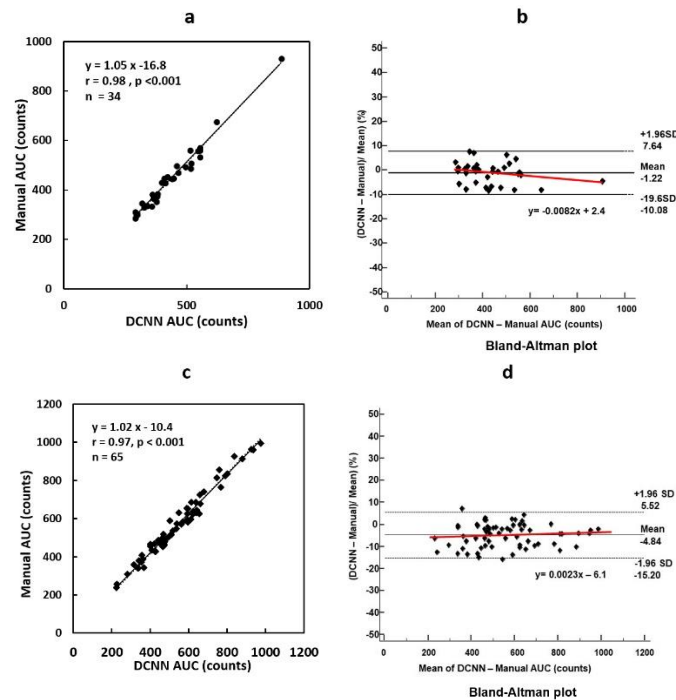 a
1000
800
600
400
200
0
y = 1.05 x -16.8
r = 0.98 , p <0.001
n = 34
Manual AUC (counts)
0
500
1000
DCNN AUC (counts)
b
50
40
30
20
10
0
-10
-20
-30
-40
-50
(DCNN – Manual)/ Mean) (%)
+1.96SD
7.64
Mean
-1.22
-19.6SD
-10.08
y= -0.0082x + 2.4
0
200
400
600
800
1000
Mean of DCNN – Manual AUC (counts)
Bland-Altman plot
c
1200
1000
800
600
400
200
0
y = 1.02 x - 10.4
r = 0.97, p < 0.001
n = 65
Manual AUC (counts)
0
200
400
600
800
1000
1200
DCNN AUC (counts)
d
50
40
30
20
10
0
-10
-20
-30
-40
-50
(DCNN – Manual)/ Mean) (%)
+1.96 SD
5.52
Mean
-4.84
-1.96 SD
-15.20
y= 0.0023x – 6.1
0
200
400
600
800
1000
1200
Mean of DCNN – Manual AUC (counts)
Bland-Altman plot